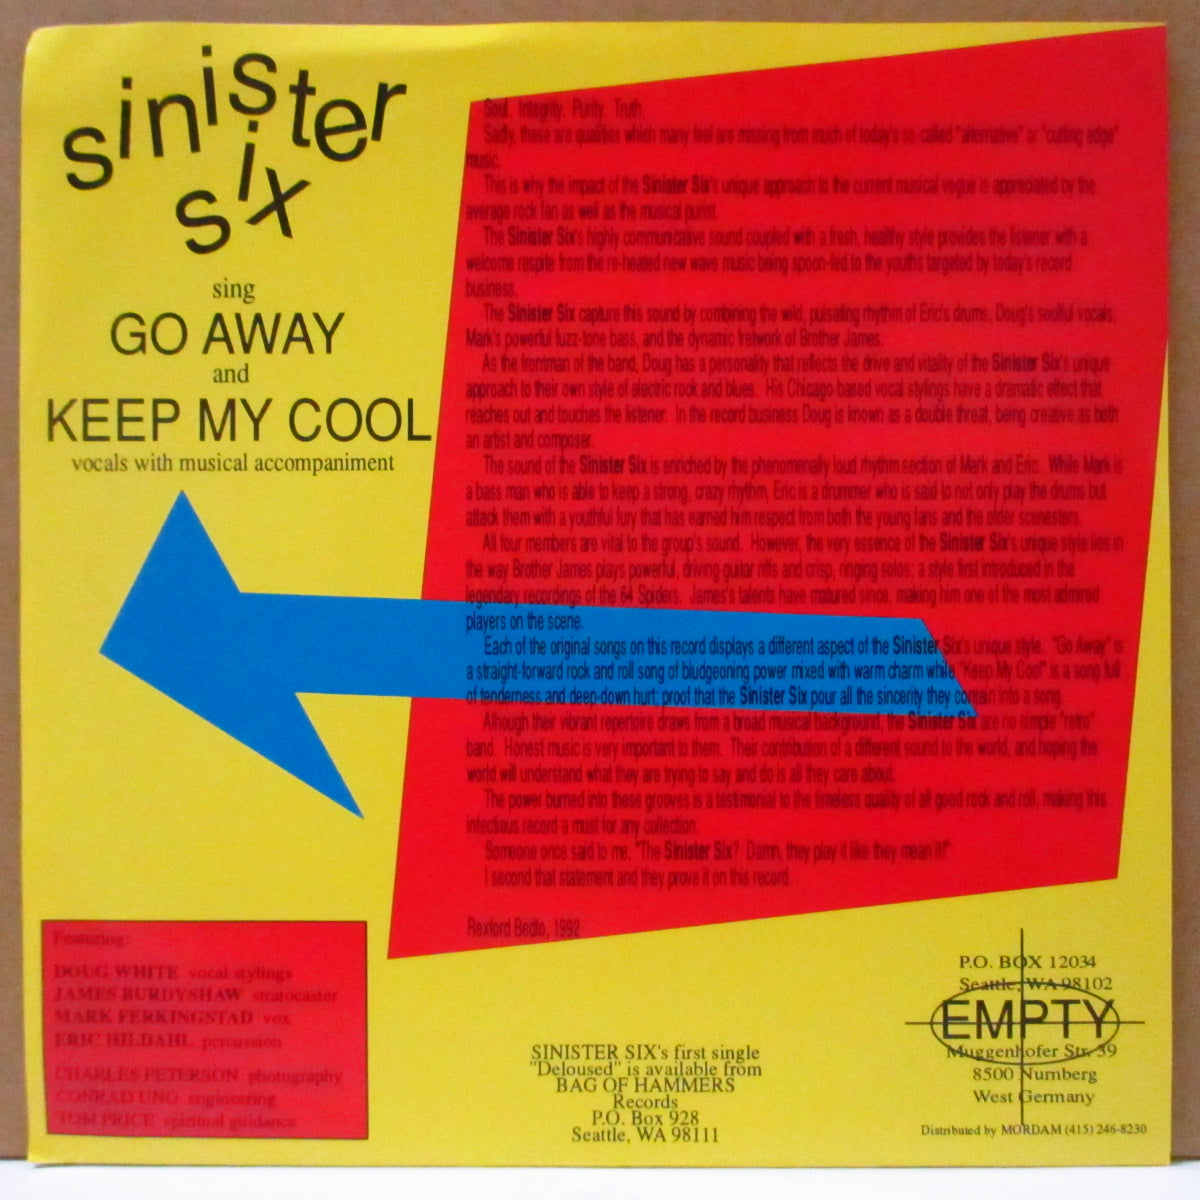 sinister
six
sing
GO AWAY
and
KEEP MY COOL
vocals with musical accompaniment
Soul. Integrity. Purity. Truth.
Sadly, these are qualities which many feel are missing from much of today's so-called "alternative" or "cutting edge"
music.
This is why the impact of the Sinister Six's unique approach to the current musical vogue is appreciated by the
average rock fan as well as the musical purist.
The Sinister Six's highly communicative sound coupled with a fresh, healthy style provides the listener with a
welcome respite from the re-heated new wave music being spoon-fed to the youths targeted by today's record
business.
The Sinister Six capture this sound by combining the wild, pulsating rhythm of Eric's drums, Doug's soulful vocals,
Mark's powerful fuzz-tone bass, and the dynamic fretwork of Brother James.
As the frontman of the band, Doug has a personality that reflects the drive and vitality of the Sinister Six's unique
approach to their own style of electric rock and blues. His Chicago-based vocal stylings have a dramatic effect that
reaches out and touches the listener. In the record business Doug is known as a double threat, being creative as both
an artist and composer.
The sound of the Sinister Six is enriched by the phenomenally loud rhythm section of Mark and Eric. While Mark is
a bass man who is able to keep a strong, crazy rhythm, Eric is a drummer who is said to not only play the drums but
attack them with a youthful fury that has earned him respect from both the young fans and the older scenesters.
All four members are vital to the group's sound. However, the very essence of the Sinister Six's unique style lies in
the way Brother James plays powerful, driving guitar riffs and crisp, ringing solos; a style first introduced in the
legendary recordings of the 64 Spiders. James's talents have matured since, making him one of the most admired
players on the scene.
Each of the original songs on this record displays a different aspect of the Sinister Six's unique style. "Go Away" is
a straight-forward rock and roll song of bludgeoning power mixed with warm charm while "Keep My Cool" is a song full
of tenderness and deep-down hurt; proof that the Sinister Six pour all the sincerity they contain into a song.
Alhough their vibrant repertoire draws from a broad musical background, the Sinister Six are no simple "retro"
band. Honest music is very important to them. Their contribution of a different sound to the world, and hoping the
world will understand what they are trying to say and do is all they care about.
The power burned into these grooves is a testimonial to the timeless quality of all good rock and roll, making this
infectious record a must for any collection.
Someone once said to me, "The Sinister Six? Damn, they play it like they mean it!"
I second that statement and they prove it on this record.
Rexford Bedlo, 1992
Featuring:
DOUG WHITE vocal stylings
JAMES BURDYSHAW stratocaster
MARK FERKINGSTAD vox
ERIC HILDAHL percussion
CHARLES PETERSON photography
CONRAD UNO engineering
TOM PRICE spiritual guidance
SINISTER SIX's first single
"Deloused" is available from
BAG OF HAMMERS
Records
P.O. Box 928
Seattle, WA 98111
P.O. BOX 12034
Seattle, WA 98102
EMPTY
Muggenhofer Str. 39
8500 Nurnberg
West Germany
Distributed by MORDAM (415) 246-8230